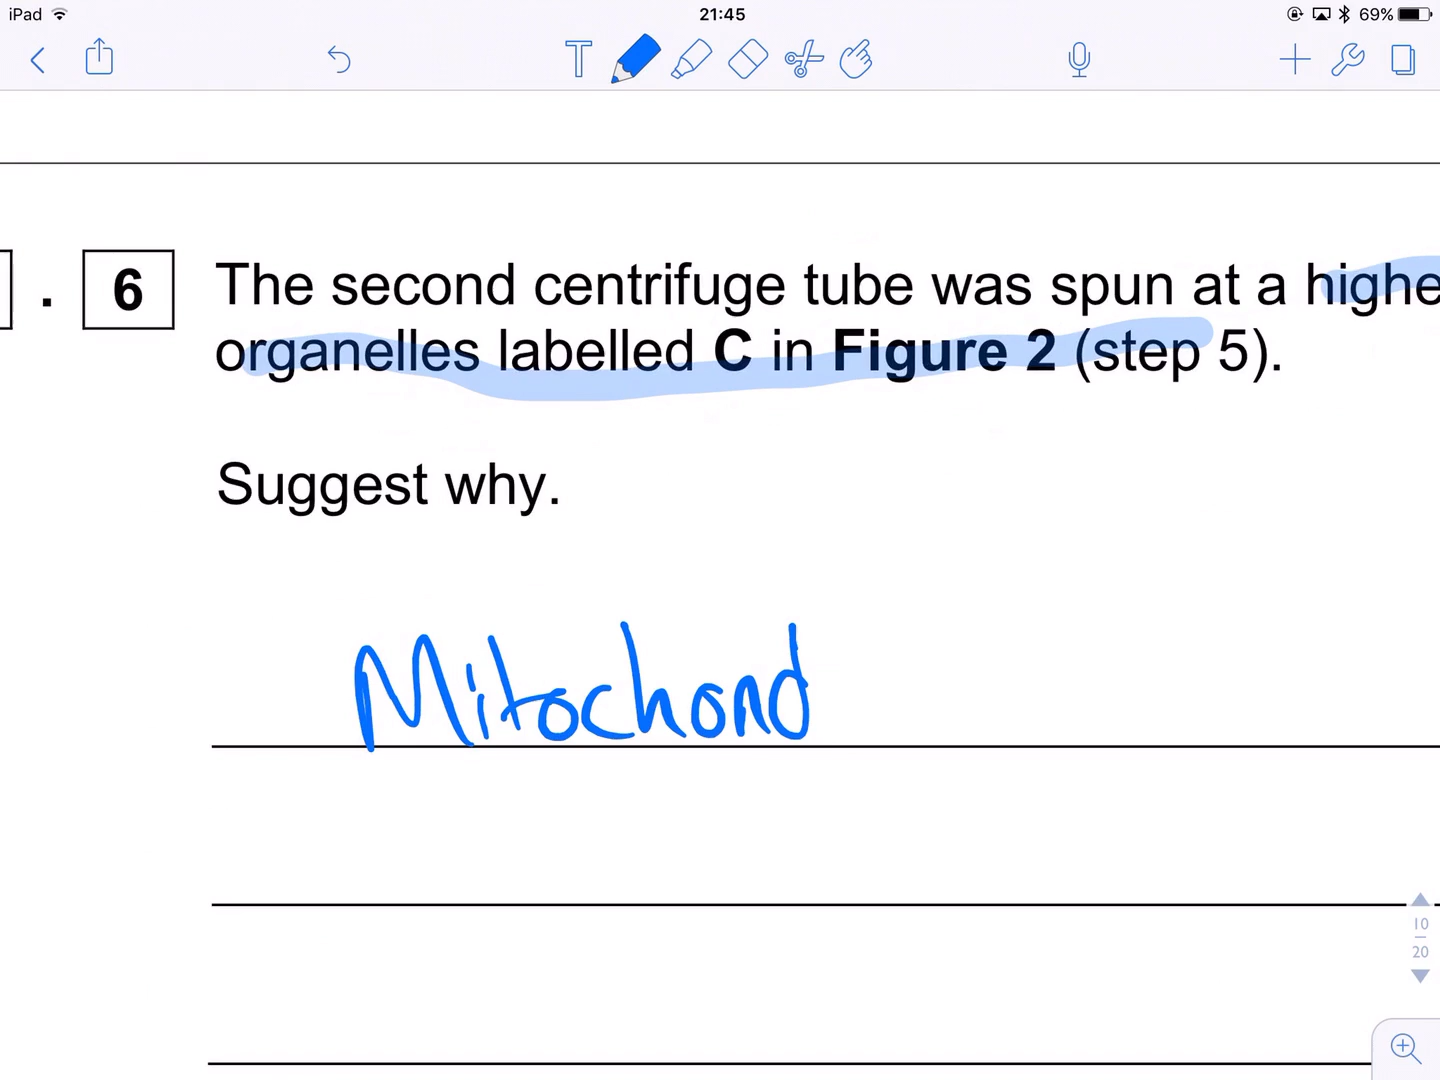 iPad 21:45 69%
. 6 The second centrifuge tube was spun at a highe
organelles labelled C in Figure 2 (step 5).
Suggest why.
Mitochond
10
20